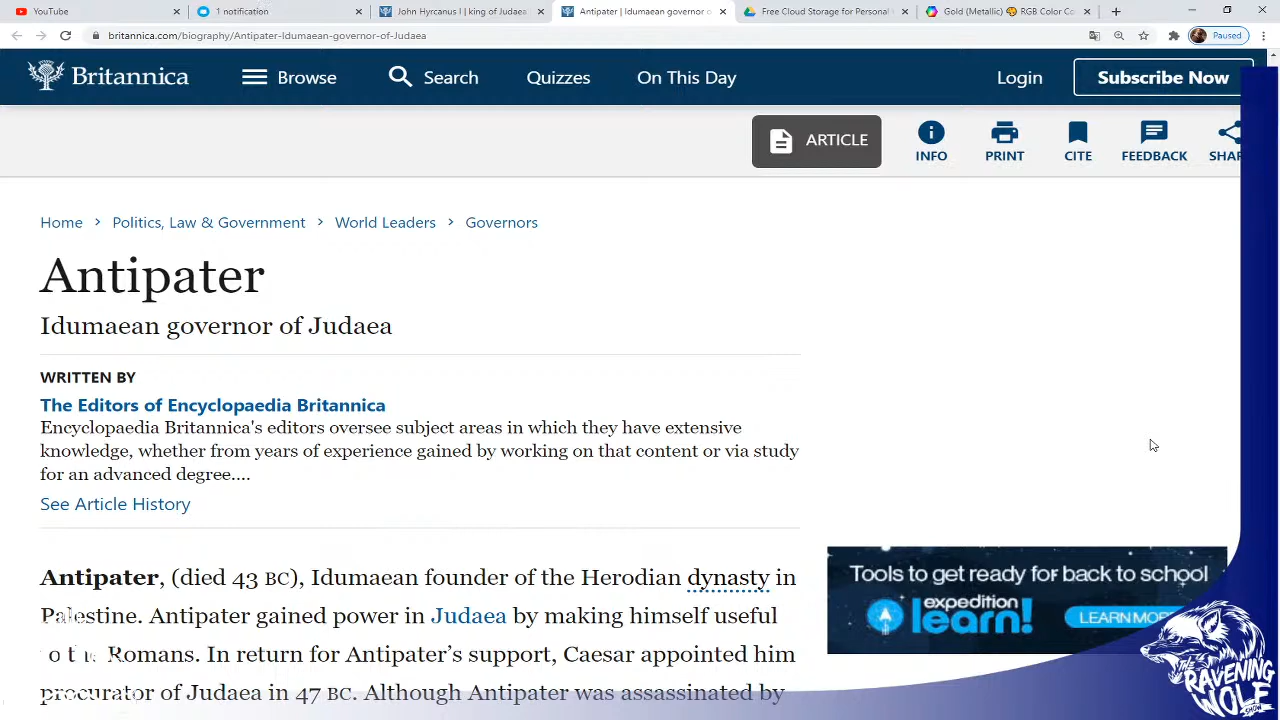 YouTube
1 notification
John Hyrcanus I | king of Judaea
Antipater | Idumaean governor o
Free Cloud Storage for Personal
Gold (Metallic) RGB Color Co
britannica.com/biography/Antipater-Idumaean-governor-of-Judaea
Paused
Britannica
Browse
Search
Quizzes
On This Day
Login
Subscribe Now
ARTICLE
INFO
PRINT
CITE
FEEDBACK
SHAR
Home > Politics, Law & Government > World Leaders > Governors
Antipater
Idumaean governor of Judaea
WRITTEN BY
The Editors of Encyclopaedia Britannica
Encyclopaedia Britannica's editors oversee subject areas in which they have extensive
knowledge, whether from years of experience gained by working on that content or via study
for an advanced degree....
See Article History
Antipater, (died 43 BC), Idumaean founder of the Herodian dynasty in
Palestine. Antipater gained power in Judaea by making himself useful
to the Romans. In return for Antipater's support, Caesar appointed him
procurator of Judaea in 47 BC. Although Antipater was assassinated by
Tools to get ready for back to school
expedition
learn!
LEARN MORE
THE
RAVENING
WOLF
SHOW